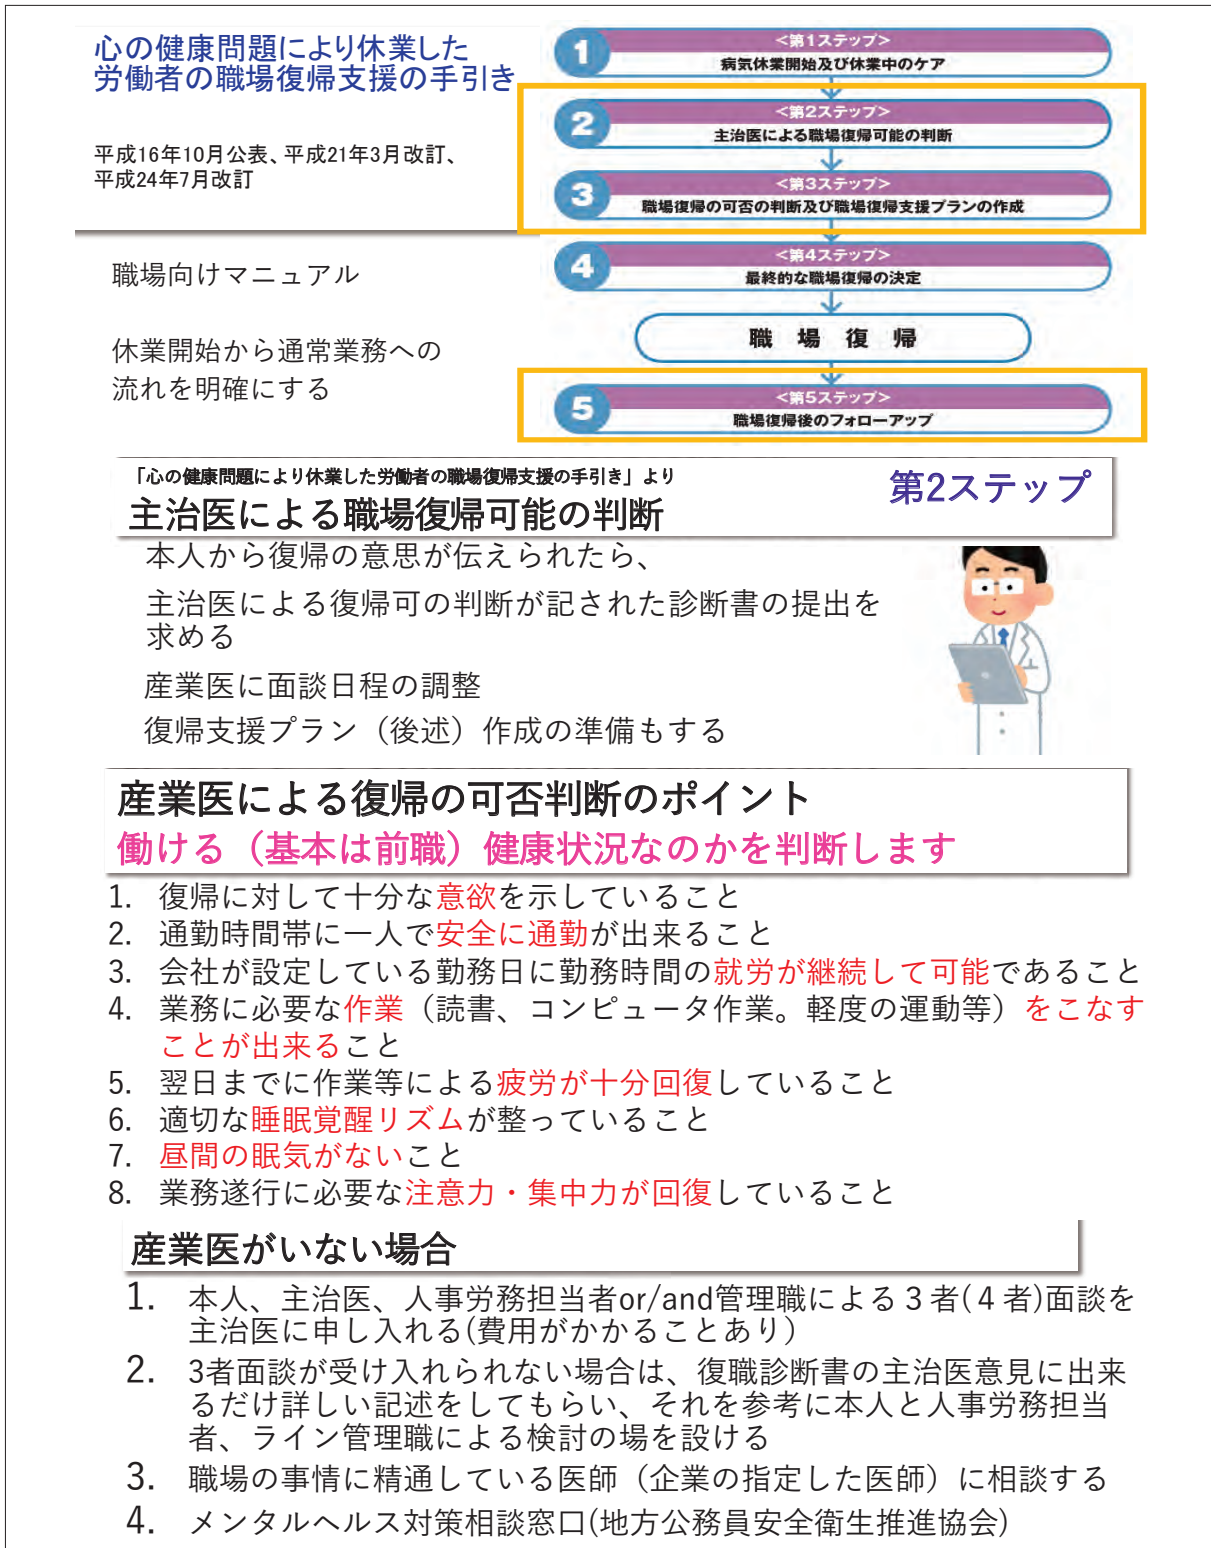 心の健康問題により休業した
労働者の職場復帰支援の手引き
平成16年10月公表、平成21年3月改訂、
平成24年7月改訂
職場向けマニュアル
休業開始から通常業務への
流れを明確にする
1
<第1ステップ>
病気休業開始及び休業中のケア
2
<第2ステップ>
主治医による職場復帰可能の判断
3
<第3ステップ>
職場復帰の可否の判断及び職場復帰支援プランの作成
4
<第4ステップ>
最終的な職場復帰の決定
職 場 復 帰
5
<第5ステップ>
職場復帰後のフォローアップ
「心の健康問題により休業した労働者の職場復帰支援の手引き」より
主治医による職場復帰可能の判断
第2ステップ
本人から復帰の意思が伝えられたら、
主治医による復帰可の判断が記された診断書の提出を
求める
産業医に面談日程の調整
復帰支援プラン（後述）作成の準備もする
産業医による復帰の可否判断のポイント
働ける（基本は前職）健康状況なのかを判断します
1. 復帰に対して十分な意欲を示していること
2. 通勤時間帯に一人で安全に通勤が出来ること
3. 会社が設定している勤務日に勤務時間の就労が継続して可能であること
4. 業務に必要な作業（読書、コンピュータ作業。軽度の運動等）をこなす
ことが出来ること
5. 翌日までに作業等による疲労が十分回復していること
6. 適切な睡眠覚醒リズムが整っていること
7. 昼間の眠気がないこと
8. 業務遂行に必要な注意力・集中力が回復していること
産業医がいない場合
1. 本人、主治医、人事労務担当者or/and管理職による３者(４者)面談を
主治医に申し入れる(費用がかかることあり）
2. 3者面談が受け入れられない場合は、復職診断書の主治医意見に出来
るだけ詳しい記述をしてもらい、それを参考に本人と人事労務担当
者、ライン管理職による検討の場を設ける
3. 職場の事情に精通している医師（企業の指定した医師）に相談する
4. メンタルヘルス対策相談窓口(地方公務員安全衛生推進協会)